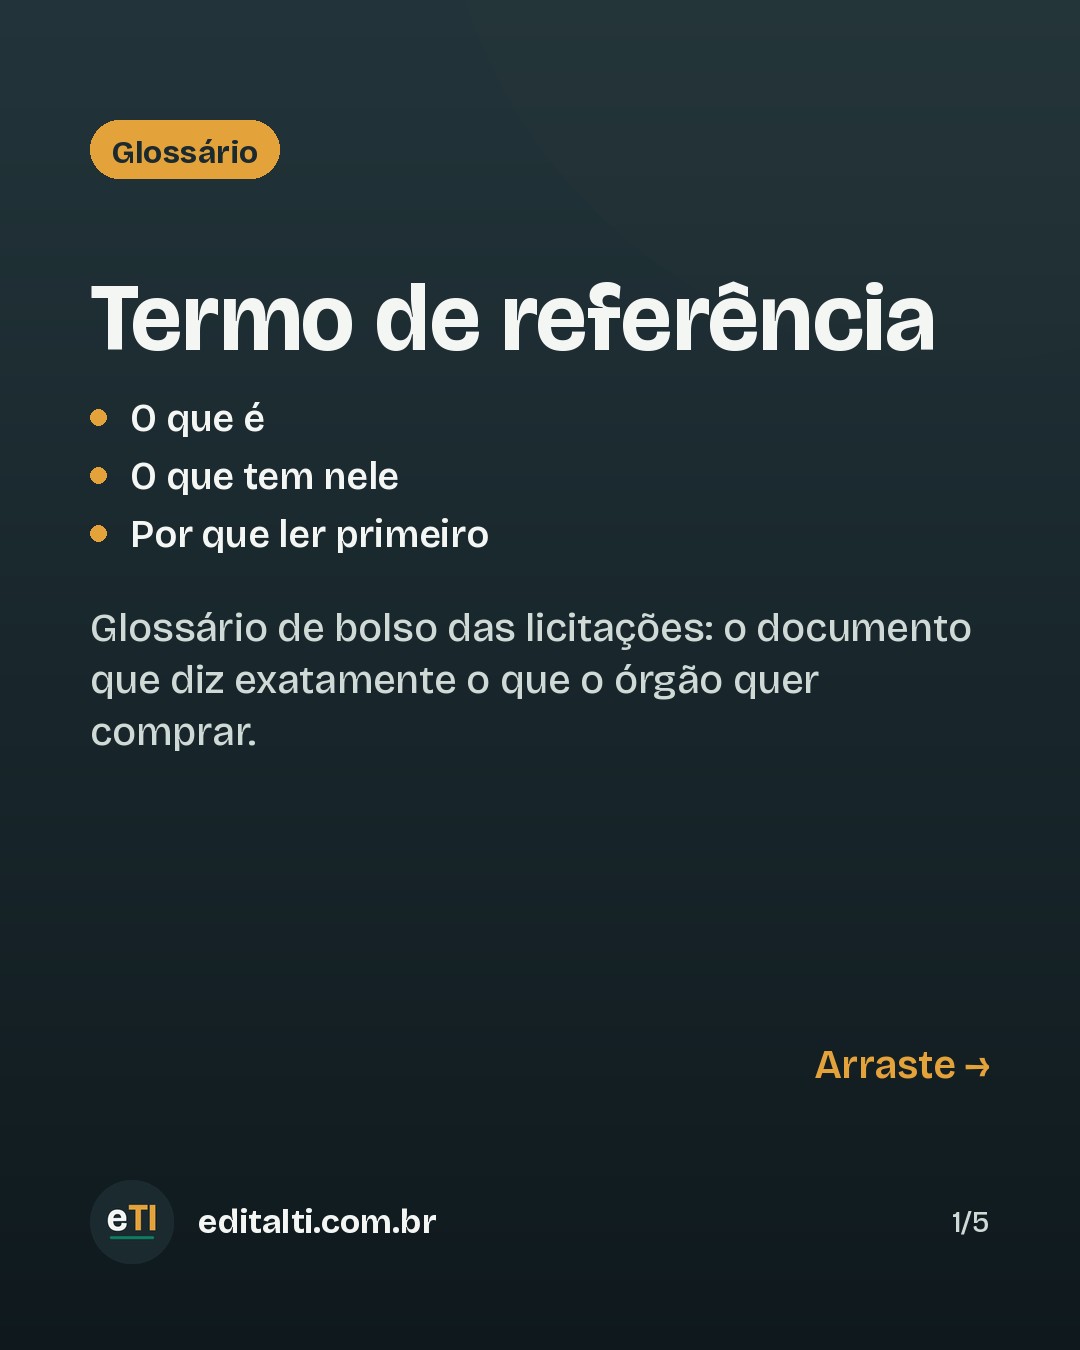 Glossário
Termo de referência
O que é
O que tem nele
Por que ler primeiro
Glossário de bolso das licitações: o documento
que diz exatamente o que o órgão quer
comprar.
Arraste →
eTI
editalti.com.br
1/5